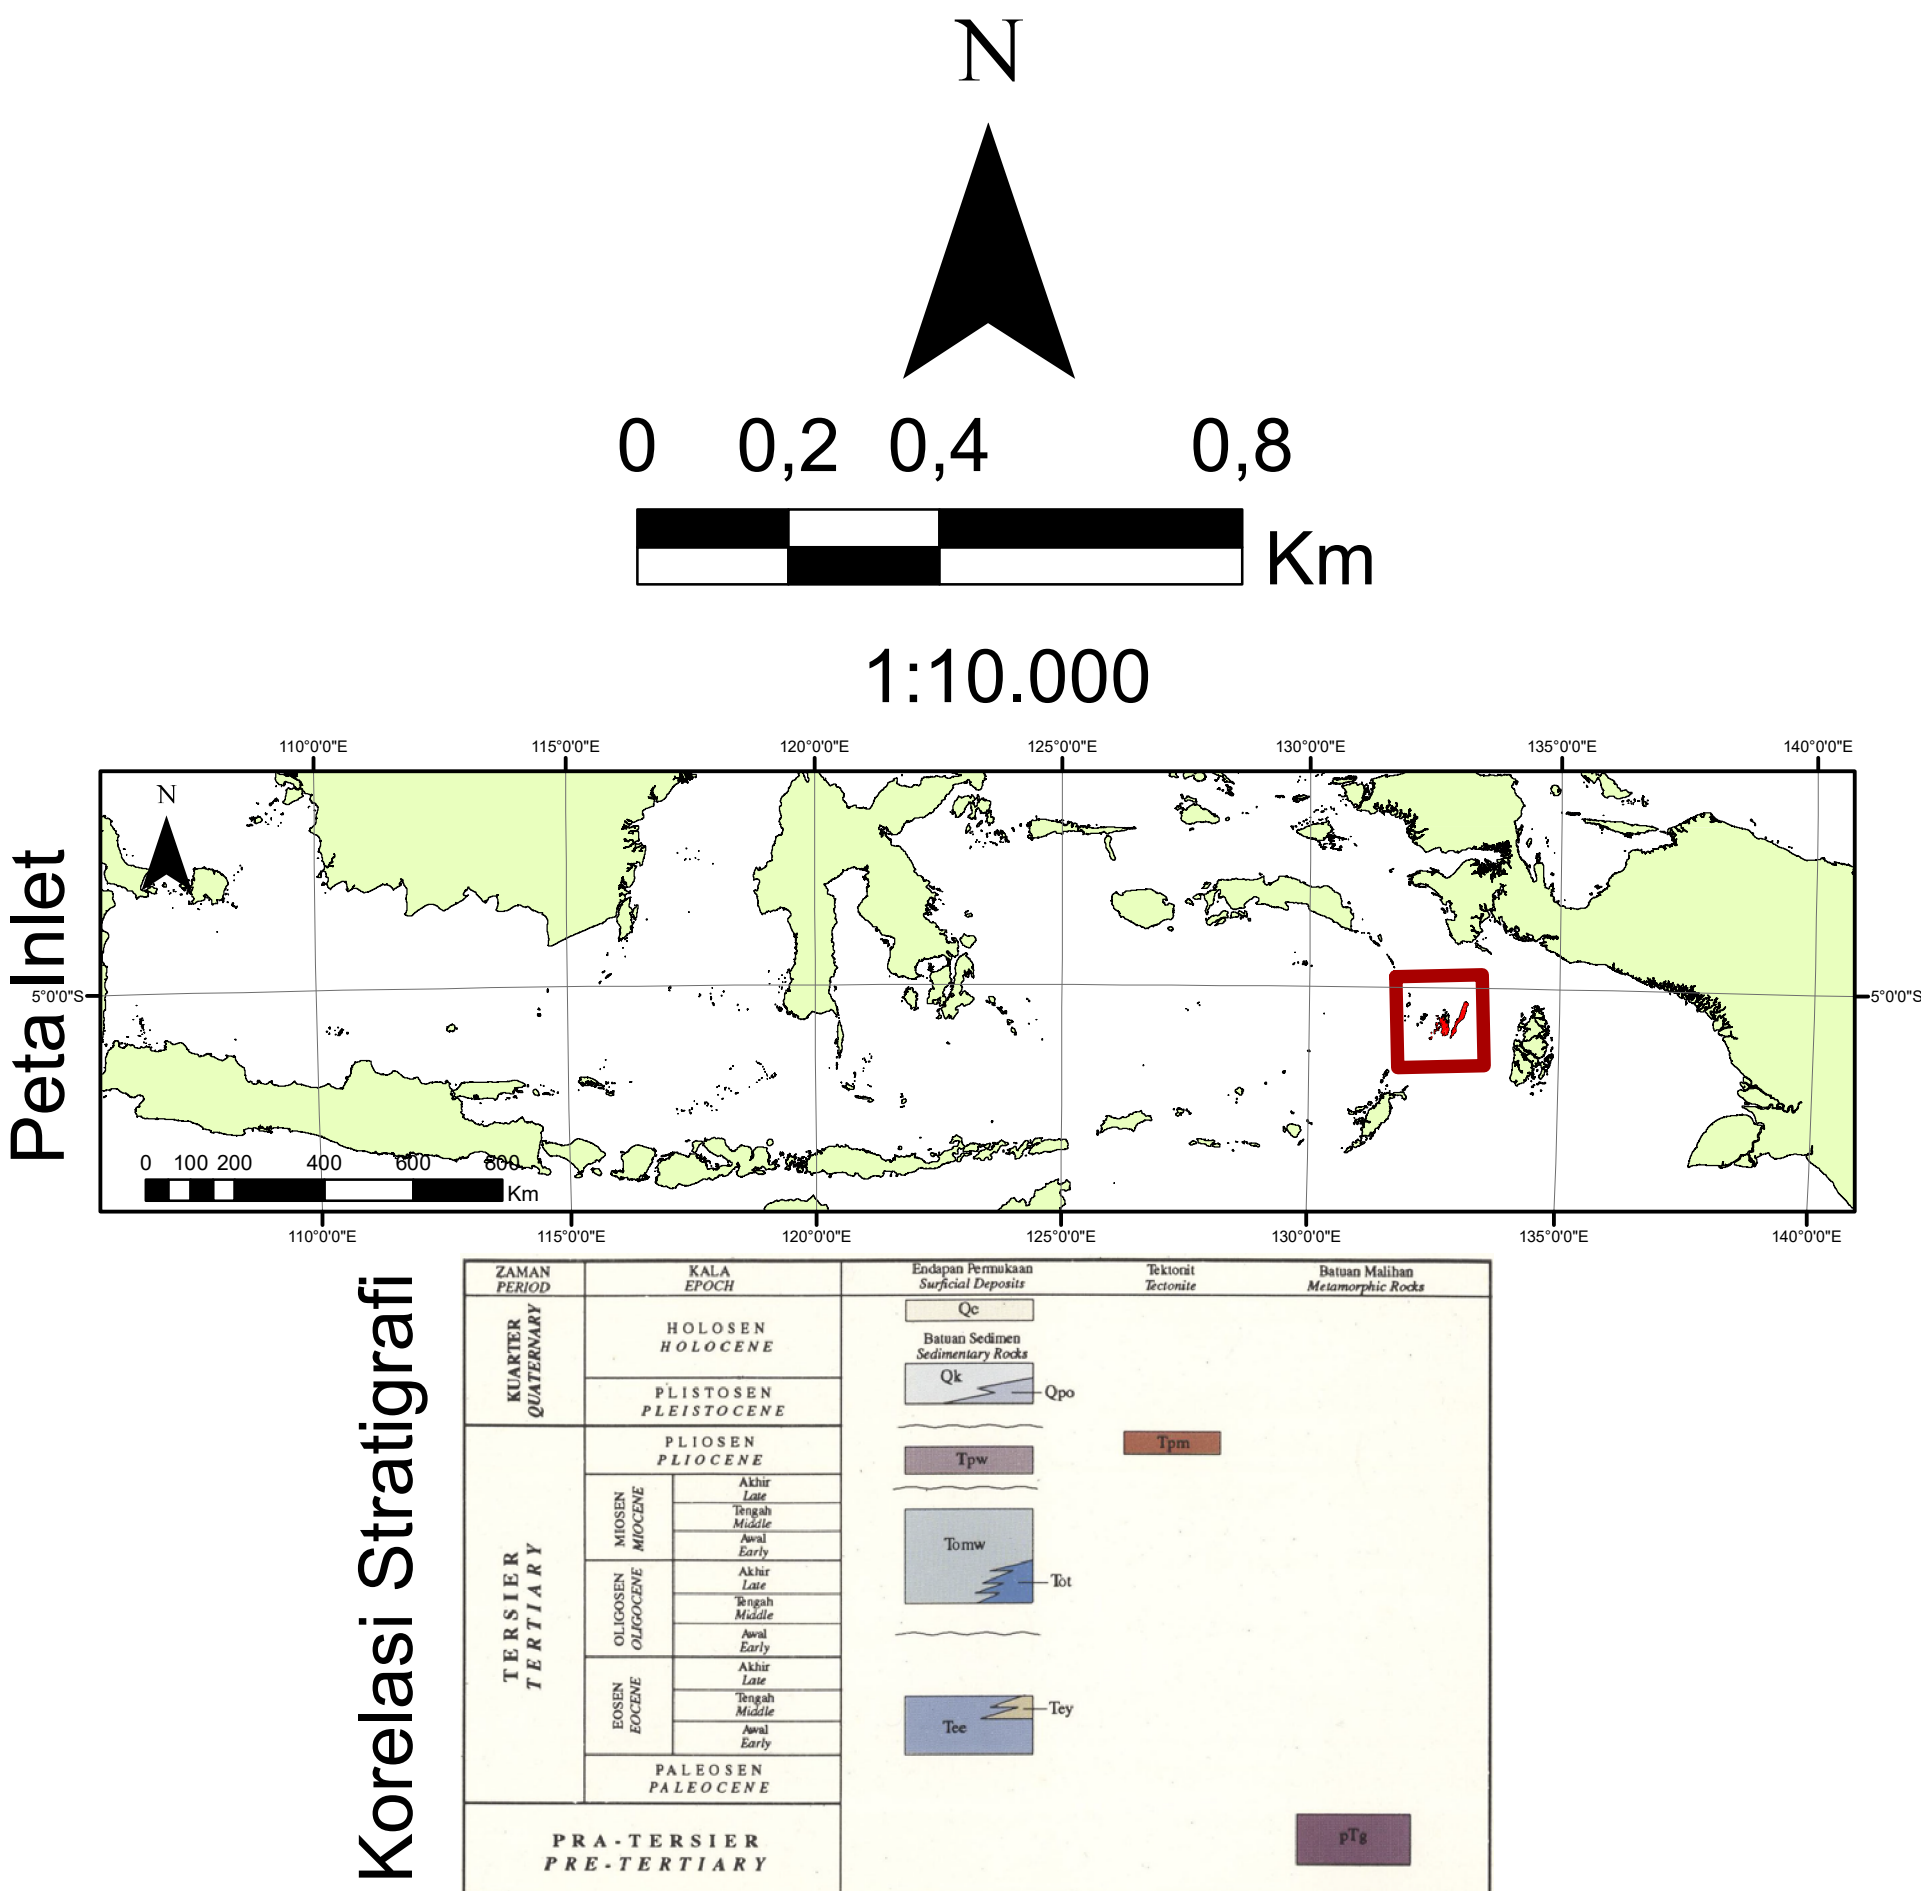 N
0 0,2 0,4 0,8
Km
1:10.000
Peta Inlet
110°0'0"E 115°0'0"E 120°0'0"E 125°0'0"E 130°0'0"E 135°0'0"E 140°0'0"E
N
5°0'0"S 5°0'0"S
0 100 200 400 600 800
Km
110°0'0"E 115°0'0"E 120°0'0"E 125°0'0"E 130°0'0"E 135°0'0"E 140°0'0"E
Korelasi Stratigrafi
ZAMAN
PERIOD
KALA
EPOCH
Endapan Permukaan
Surficial Deposits
Tektonit
Tectonite
Batuan Malihan
Metamorphic Rocks
KUARTER
QUATERNARY
HOLOSEN
HOLOCENE
Qc
Batuan Sedimen
Sedimentary Rocks
Qk
Qpo
PLISTOSEN
PLEISTOCENE
TERSIER
TERTIARY
PLIOSEN
PLIOCENE
Tpw
Tpm
MIOSEN
MIOCENE
Akhir
Late
Tengah
Middle
Awal
Early
Tomw
Tot
OLIGOSEN
OLIGOCENE
Akhir
Late
Tengah
Middle
Awal
Early
EOSEN
EOCENE
Akhir
Late
Tengah
Middle
Awal
Early
Tee
Tey
PALEOSEN
PALEOCENE
PRA-TERSIER
PRE-TERTIARY
pTg